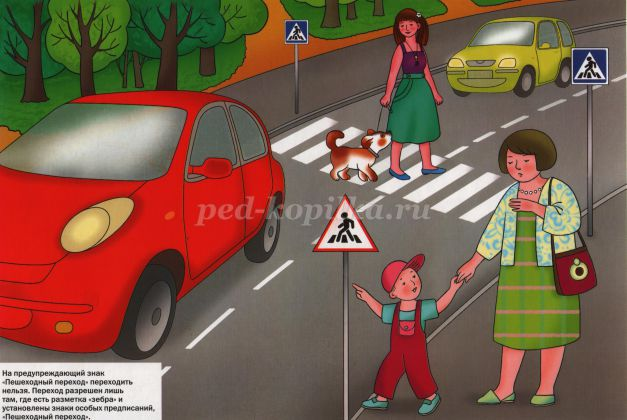 ped-kopilka.ru
На предупреждающий знак
«Пешеходный переход» переходить
нельзя. Переход разрешен лишь
там, где есть разметка «зебра» и
установлены знаки особых предписаний,
«Пешеходный переход».